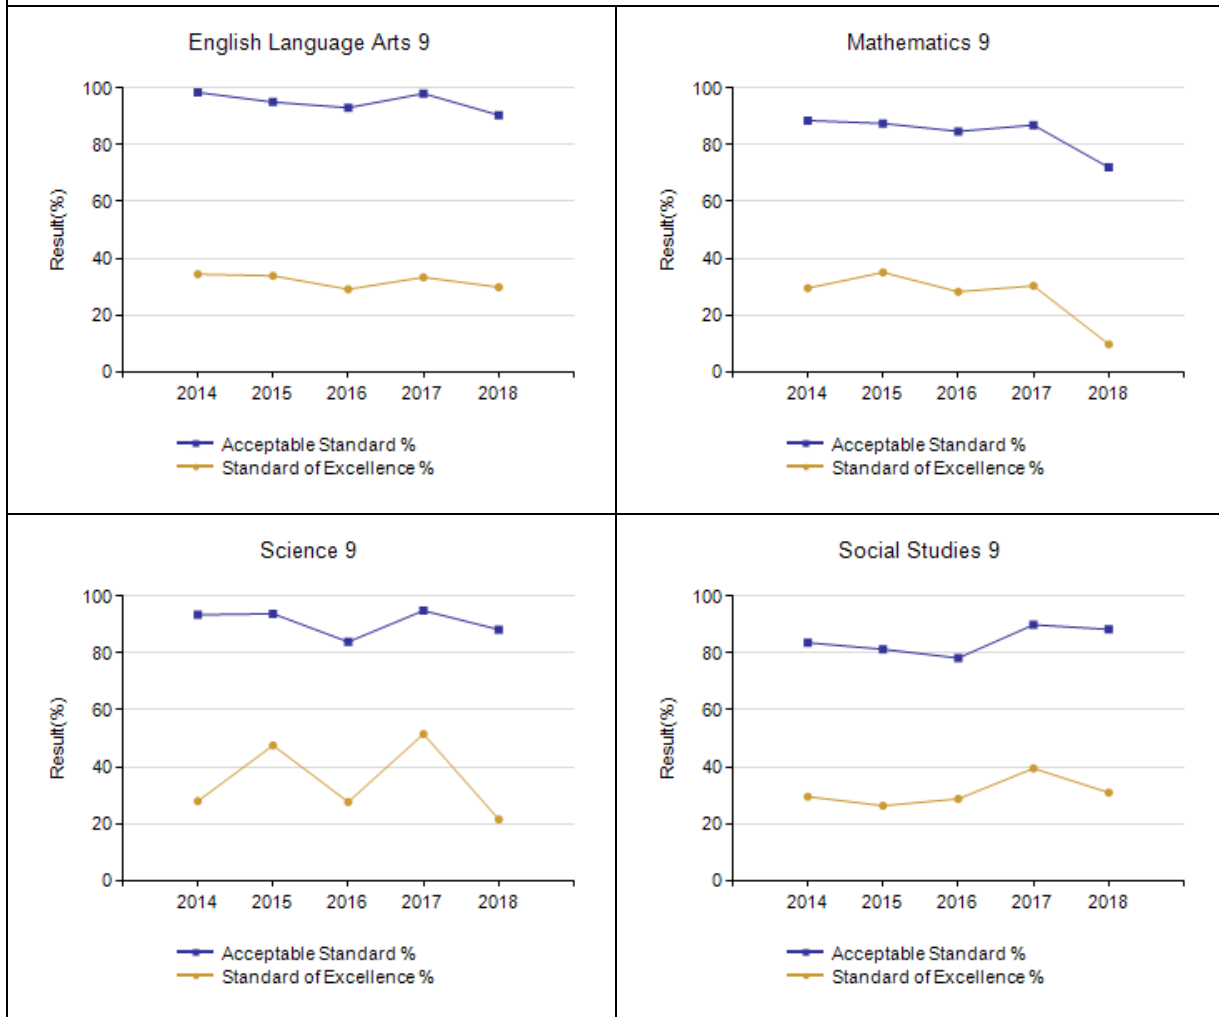 English Language Arts 9
100
80
60
40
20
0
Result(%)
2014 2015 2016 2017 2018
Acceptable Standard %
Standard of Excellence %
Mathematics 9
100
80
60
40
20
0
Result(%)
2014 2015 2016 2017 2018
Acceptable Standard %
Standard of Excellence %
Science 9
100
80
60
40
20
0
Result(%)
2014 2015 2016 2017 2018
Acceptable Standard %
Standard of Excellence %
Social Studies 9
100
80
60
40
20
0
Result(%)
2014 2015 2016 2017 2018
Acceptable Standard %
Standard of Excellence %